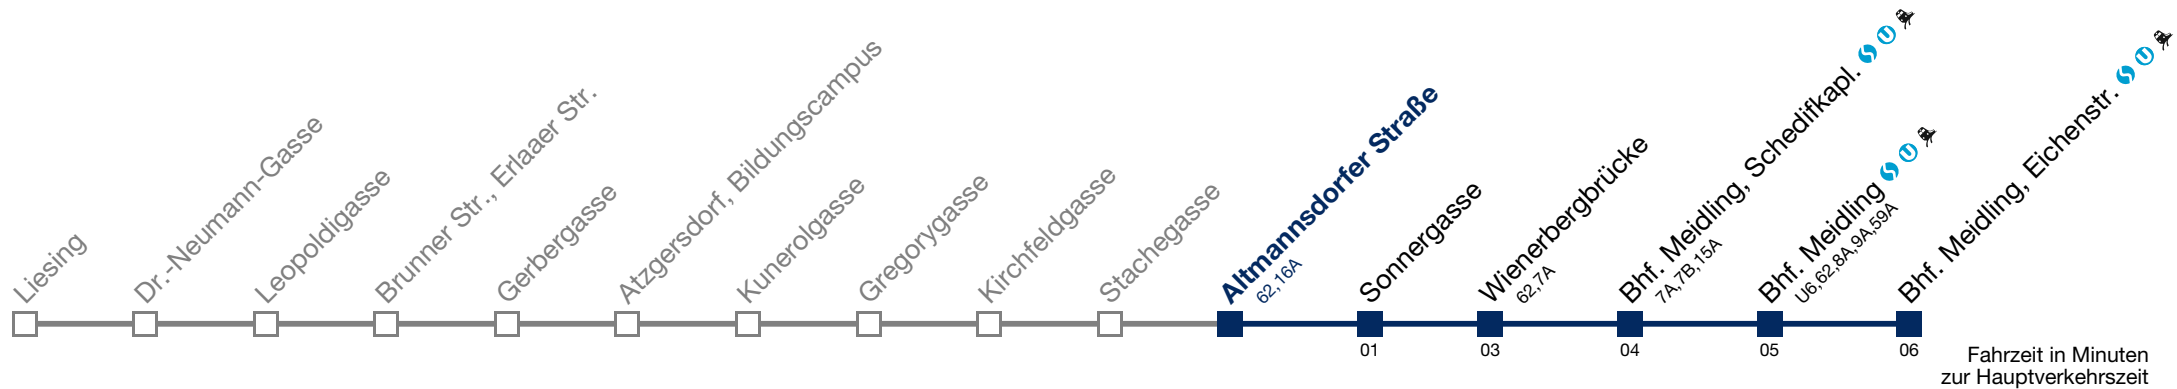 Liesing
Dr.-Neumann-Gasse
Leopoldigasse
Brunner Str., Erlaaer Str.
Gerbergasse
Atzgersdorf, Bildungscampus
Kunerolgasse
Gregorygasse
Kirchfeldgasse
Stachegasse
Altmannsdorfer Straße
62,16A
Sonnergasse
01
Wienerbergbrücke
62,7A
03
Bhf. Meidling, Schedifkapl. S U
7A,7B,15A
04
Bhf. Meidling S U
U6,62,8A,9A,59A
05
Bhf. Meidling, Eichenstr. S U
06
Fahrzeit in Minuten
zur Hauptverkehrszeit